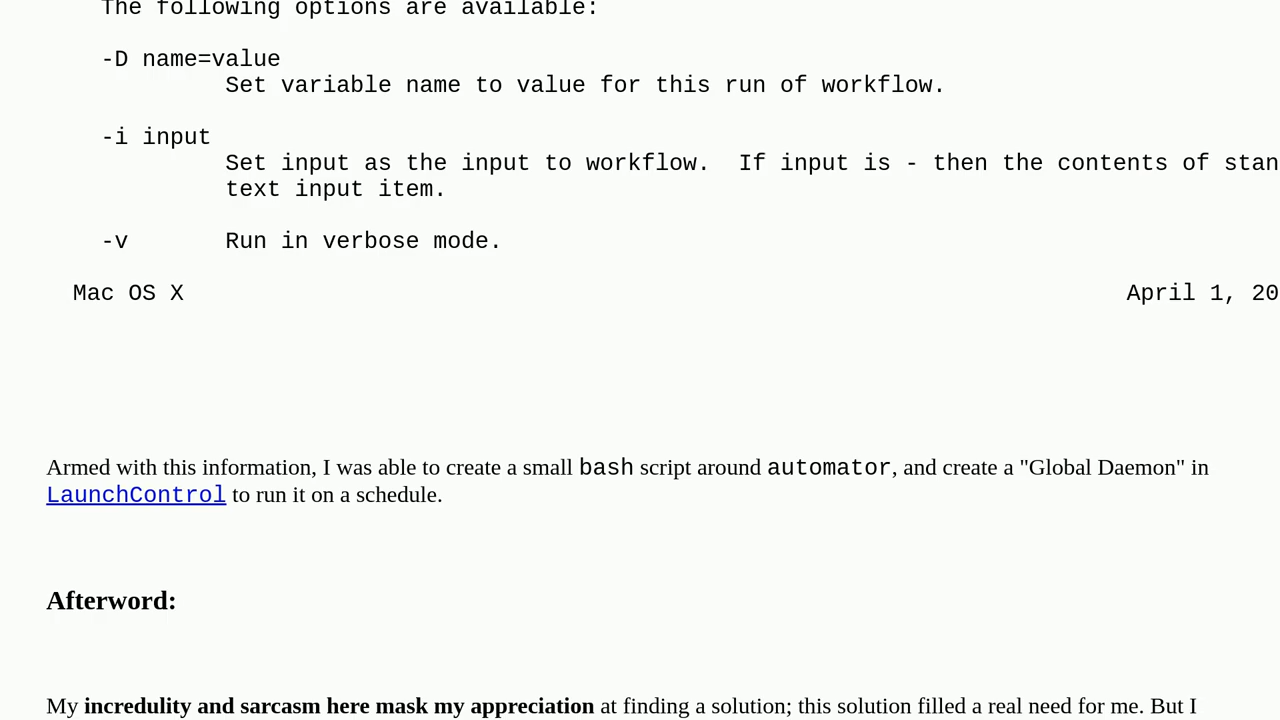 The following options are available:
-D name=value
Set variable name to value for this run of workflow.
-i input
Set input as the input to workflow.  If input is - then the contents of stan
text input item.
-v       Run in verbose mode.
Mac OS X                                                                    April 1, 20
Armed with this information, I was able to create a small bash script around automator, and create a "Global Daemon" in
LaunchControl to run it on a schedule.
Afterword:
My incredulity and sarcasm here mask my appreciation at finding a solution; this solution filled a real need for me. But I